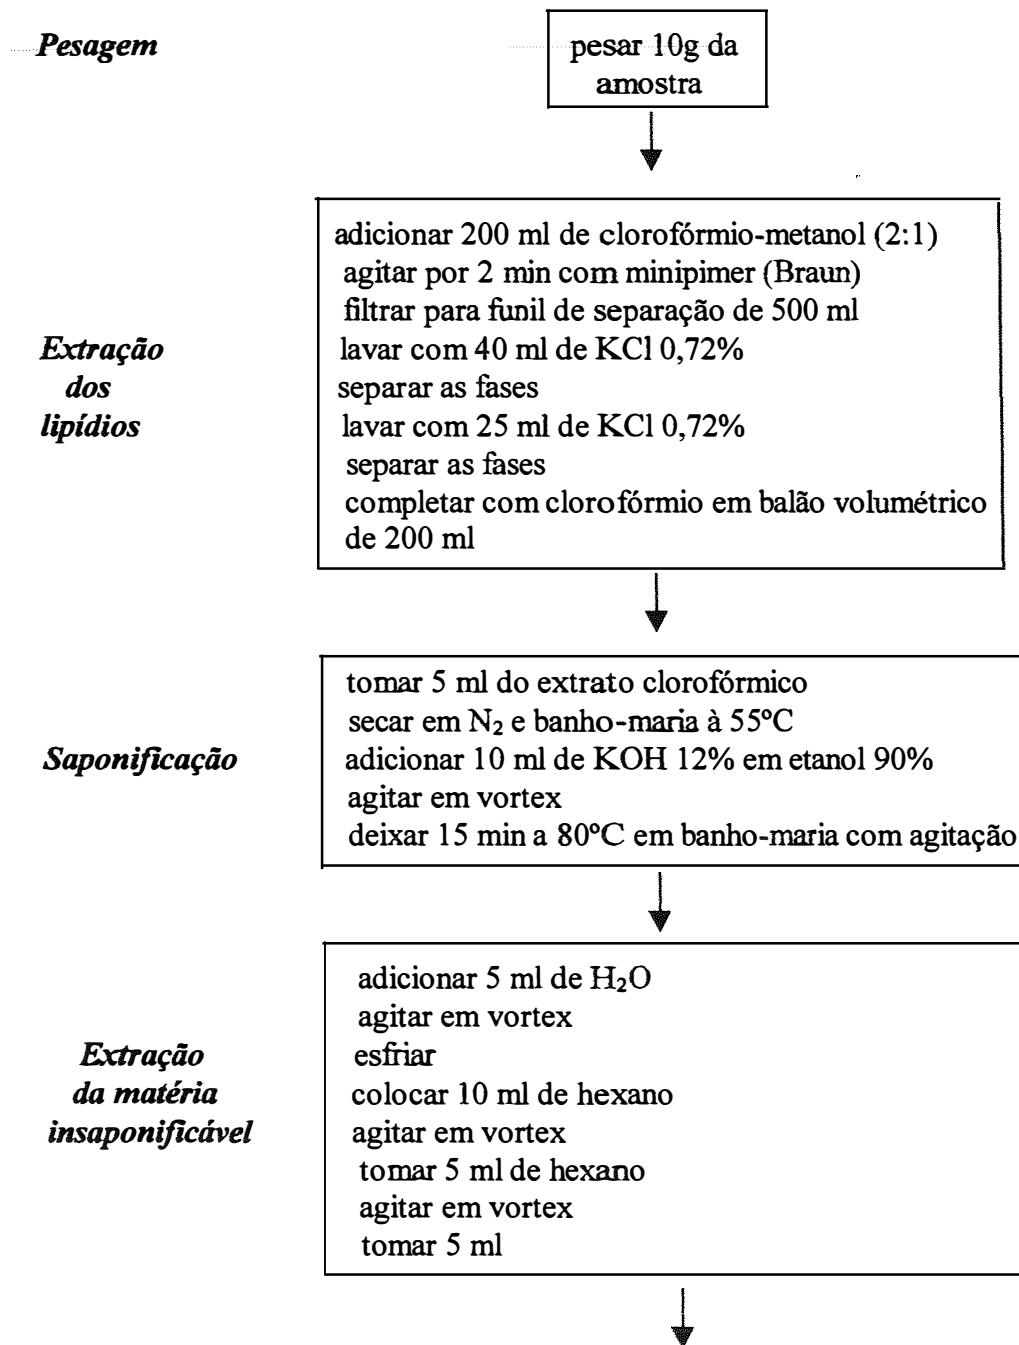 Pesagem
pesar 10g da
amostra
adicionar 200 ml de clorofórmio-metanol (2:1)
agitar por 2 min com minipimer (Braun)
filtrar para funil de separação de 500 ml
Extração
dos
lipídios
lavar com 40 ml de KCl 0,72%
separar as fases
lavar com 25 ml de KCl 0,72%
separar as fases
completar com clorofórmio em balão volumétrico
de 200 ml
Saponificação
tomar 5 ml do extrato clorofórmico
secar em N₂ e banho-maria à 55ºC
adicionar 10 ml de KOH 12% em etanol 90%
agitar em vortex
deixar 15 min a 80ºC em banho-maria com agitação
Extração
da matéria
insaponificável
adicionar 5 ml de H₂O
agitar em vortex
esfriar
colocar 10 ml de hexano
agitar em vortex
tomar 5 ml de hexano
agitar em vortex
tomar 5 ml